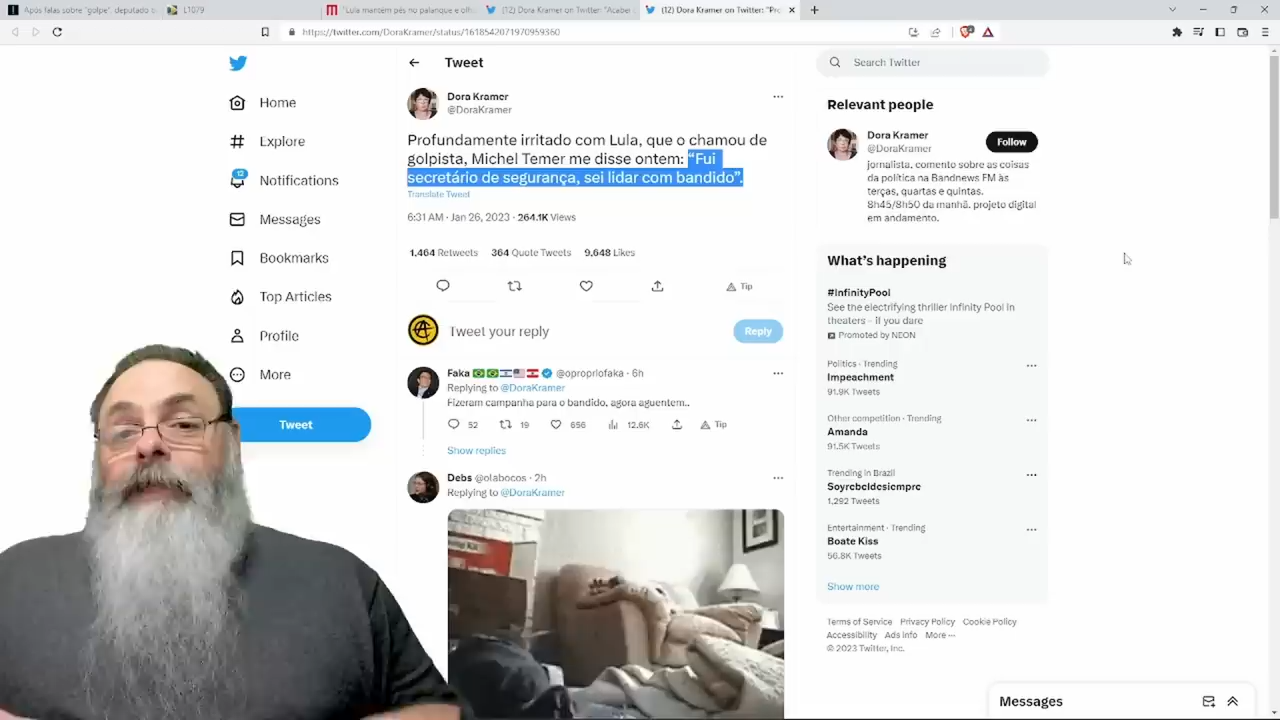 Após falas sobre "golpe", deputado
L1079
"Lula mantém pés no palanque e
(12) Dora Kramer on Twitter: "Acabei
(12) Dora Kramer on Twitter: "Pro
https://twitter.com/DoraKramer/status/1618542071970959360
Home
Explore
12
Notifications
Messages
Bookmarks
Top Articles
Profile
More
Tweet
Tweet
Dora Kramer
@DoraKramer
Profundamente irritado com Lula, que o chamou de
golpista, Michel Temer me disse ontem: “Fui
secretário de segurança, sei lidar com bandido”.
Translate Tweet
6:31 AM · Jan 26, 2023 · 264.1K Views
1,464 Retweets 364 Quote Tweets 9,648 Likes
Tip
Tweet your reply
Reply
Faka @oproprlofaka · 6h
Replying to @DoraKramer
Fizeram campanha para o bandido, agora aguentem..
52 19 656 12.6K Tip
Show replies
Debs @olabocos · 2h
Replying to @DoraKramer
Search Twitter
Relevant people
Dora Kramer
@DoraKramer
Follow
jornalista. comento sobre as coisas
da política na Bandnews FM às
terças, quartas e quintas.
8h45/8h50 da manhã. projeto digital
em andamento.
What's happening
#InfinityPool
See the electrifying thriller Infinity Pool in
theaters – if you dare
Promoted by NEON
Politics · Trending
Impeachment
91.9K Tweets
Other competition · Trending
Amanda
91.5K Tweets
Trending in Brazil
Soyrebeldesiempre
1,292 Tweets
Entertainment · Trending
Boate Kiss
56.8K Tweets
Show more
Terms of Service Privacy Policy Cookie Policy
Accessibility Ads info More ···
© 2023 Twitter, Inc.
Messages